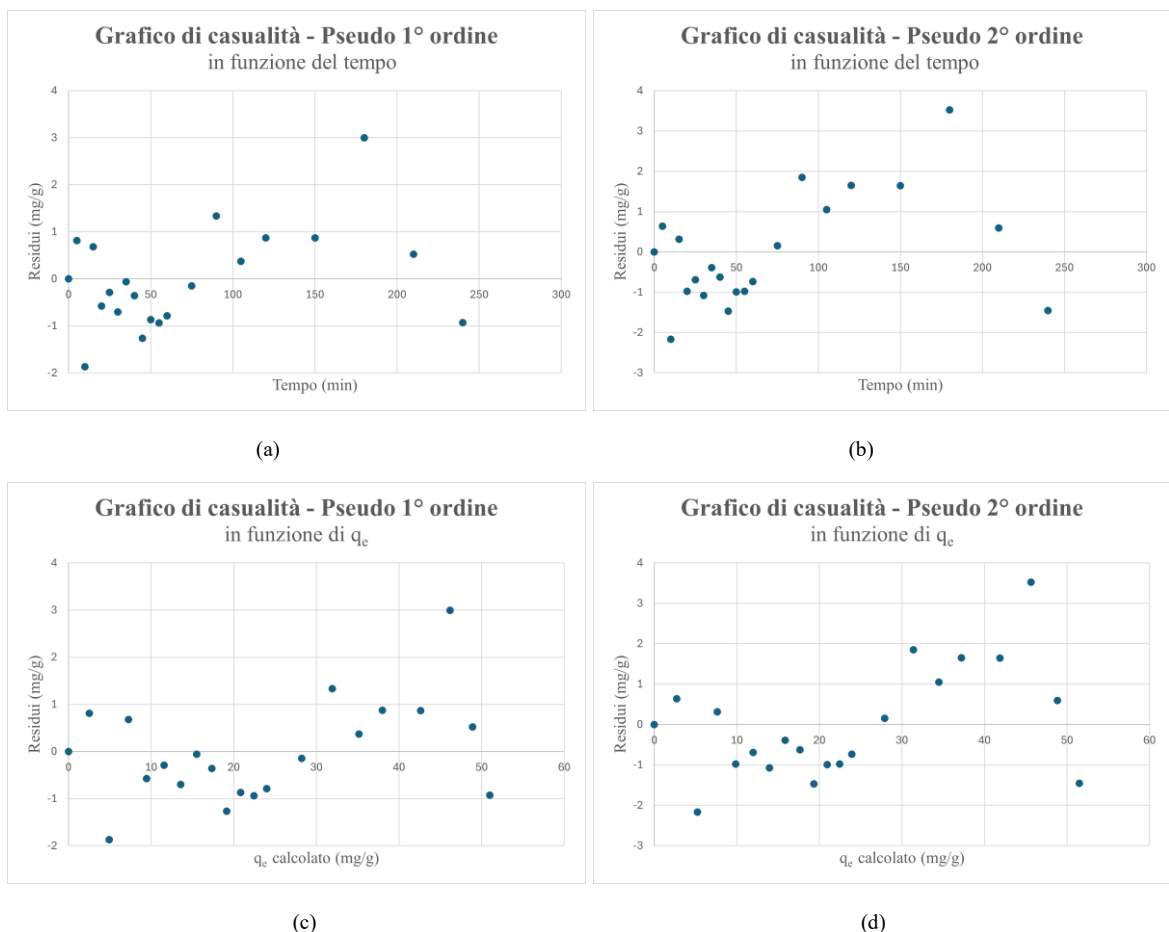 Grafico di casualità - Pseudo 1° ordine
in funzione del tempo
4
3
2
1
0
-1
-2
0
50
100
150
200
250
300
Residui (mg/g)
Tempo (min)
(a)
Grafico di casualità - Pseudo 2° ordine
in funzione del tempo
4
3
2
1
0
-1
-2
-3
0
50
100
150
200
250
300
Residui (mg/g)
Tempo (min)
(b)
Grafico di casualità - Pseudo 1° ordine
in funzione di qe
4
3
2
1
0
-1
-2
0
10
20
30
40
50
60
Residui (mg/g)
qe calcolato (mg/g)
(c)
Grafico di casualità - Pseudo 2° ordine
in funzione di qe
4
3
2
1
0
-1
-2
-3
0
10
20
30
40
50
60
Residui (mg/g)
qe calcolato (mg/g)
(d)